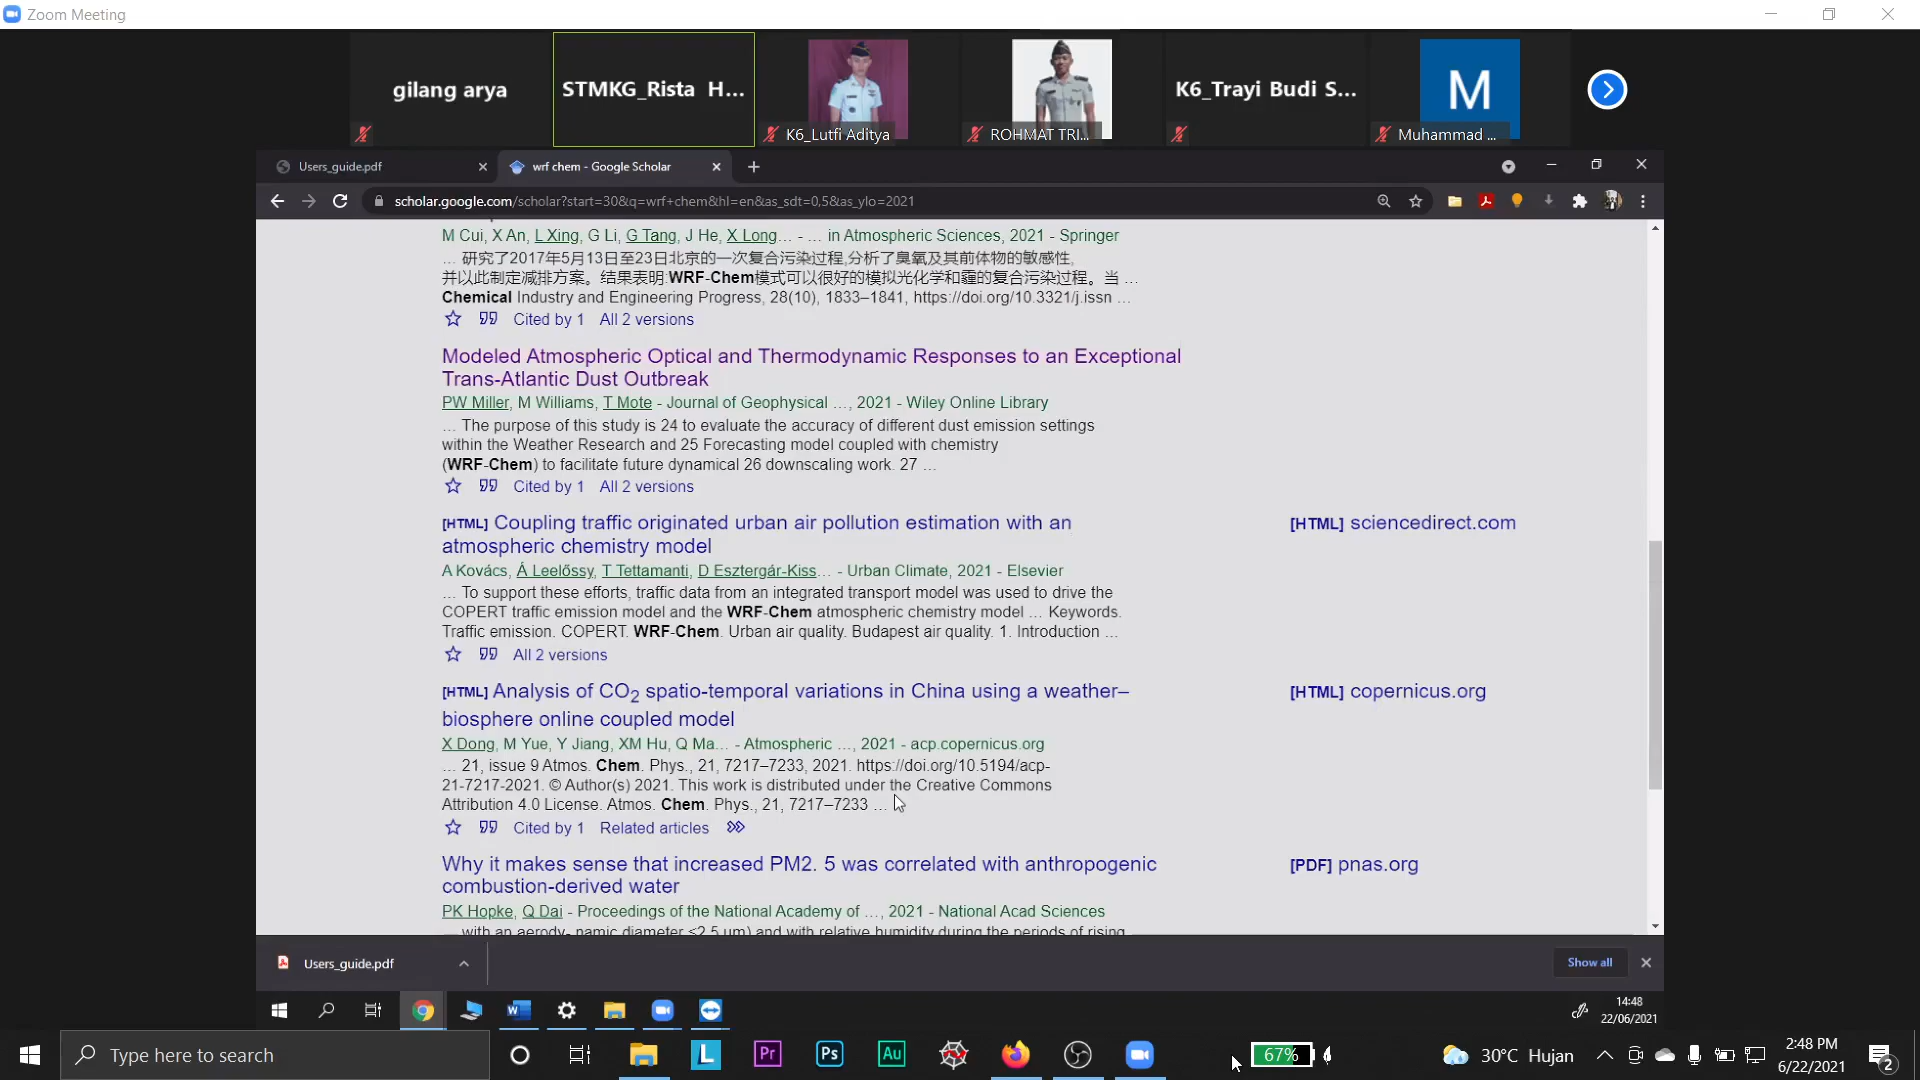 Zoom Meeting
gilang arya
STMKG_Rista H...
K6_Lutfi Aditya
ROHMAT TRI...
K6_Trayi Budi S...
M
Muhammad ...
Users_guide.pdf
wrf chem - Google Scholar
scholar.google.com/scholar?start=30&q=wrf+chem&hl=en&as_sdt=0,5&as_ylo=2021
M Cui, X An, L Xing, G Li, G Tang, J He, X Long... - ... in Atmospheric Sciences, 2021 - Springer
... 研究了2017年5月13日至23日北京的一次复合污染过程,分析了臭氧及其前体物的敏感性,
并以此制定减排方案。结果表明:WRF-Chem模式可以很好的模拟光化学和霾的复合污染过程。当 ...
Chemical Industry and Engineering Progress, 28(10), 1833–1841, https://doi.org/10.3321/j.issn ...
Cited by 1 All 2 versions
Modeled Atmospheric Optical and Thermodynamic Responses to an Exceptional
Trans-Atlantic Dust Outbreak
PW Miller, M Williams, T Mote - Journal of Geophysical ..., 2021 - Wiley Online Library
... The purpose of this study is 24 to evaluate the accuracy of different dust emission settings
within the Weather Research and 25 Forecasting model coupled with chemistry
(WRF-Chem) to facilitate future dynamical 26 downscaling work. 27 ...
Cited by 1 All 2 versions
[HTML] Coupling traffic originated urban air pollution estimation with an
atmospheric chemistry model
[HTML] sciencedirect.com
A Kovács, Á Leelőssy, T Tettamanti, D Esztergár-Kiss... - Urban Climate, 2021 - Elsevier
... To support these efforts, traffic data from an integrated transport model was used to drive the
COPERT traffic emission model and the WRF-Chem atmospheric chemistry model ... Keywords.
Traffic emission. COPERT. WRF-Chem. Urban air quality. Budapest air quality. 1. Introduction ...
All 2 versions
[HTML] Analysis of CO2 spatio-temporal variations in China using a weather–
biosphere online coupled model
[HTML] copernicus.org
X Dong, M Yue, Y Jiang, XM Hu, Q Ma... - Atmospheric ..., 2021 - acp.copernicus.org
... 21, issue 9 Atmos. Chem. Phys., 21, 7217–7233, 2021. https://doi.org/10.5194/acp-
21-7217-2021. © Author(s) 2021. This work is distributed under the Creative Commons
Attribution 4.0 License. Atmos. Chem. Phys., 21, 7217–7233 ...
Cited by 1 Related articles
Why it makes sense that increased PM2. 5 was correlated with anthropogenic
combustion-derived water
[PDF] pnas.org
PK Hopke, Q Dai - Proceedings of the National Academy of ..., 2021 - National Acad Sciences
... with an aerody- namic diameter ≤2.5 μm) and with relative humidity during the periods of rising
Users_guide.pdf
Show all
14:48
22/06/2021
Type here to search
L
Pr
Ps
Au
67%
30°C Hujan
2:48 PM
6/22/2021
2